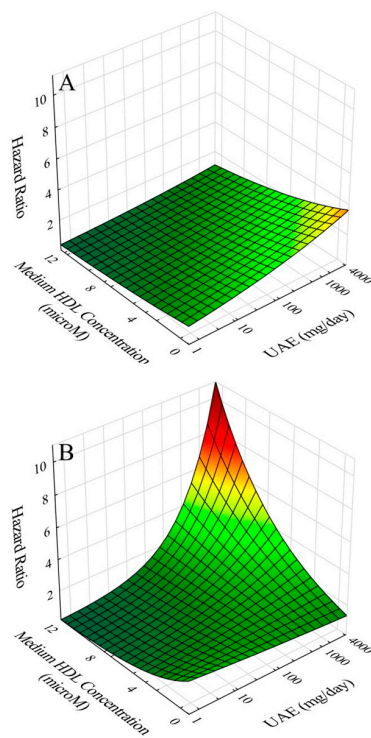 A
Hazard Ratio
10
8
6
4
2
12
8
4
0
Medium HDL Concentration
(microM)
1
10
100
1000
4000
UAE (mg/day)
B
Hazard Ratio
10
8
6
4
2
12
8
4
0
Medium HDL Concentration
(microM)
1
10
100
1000
4000
UAE (mg/day)